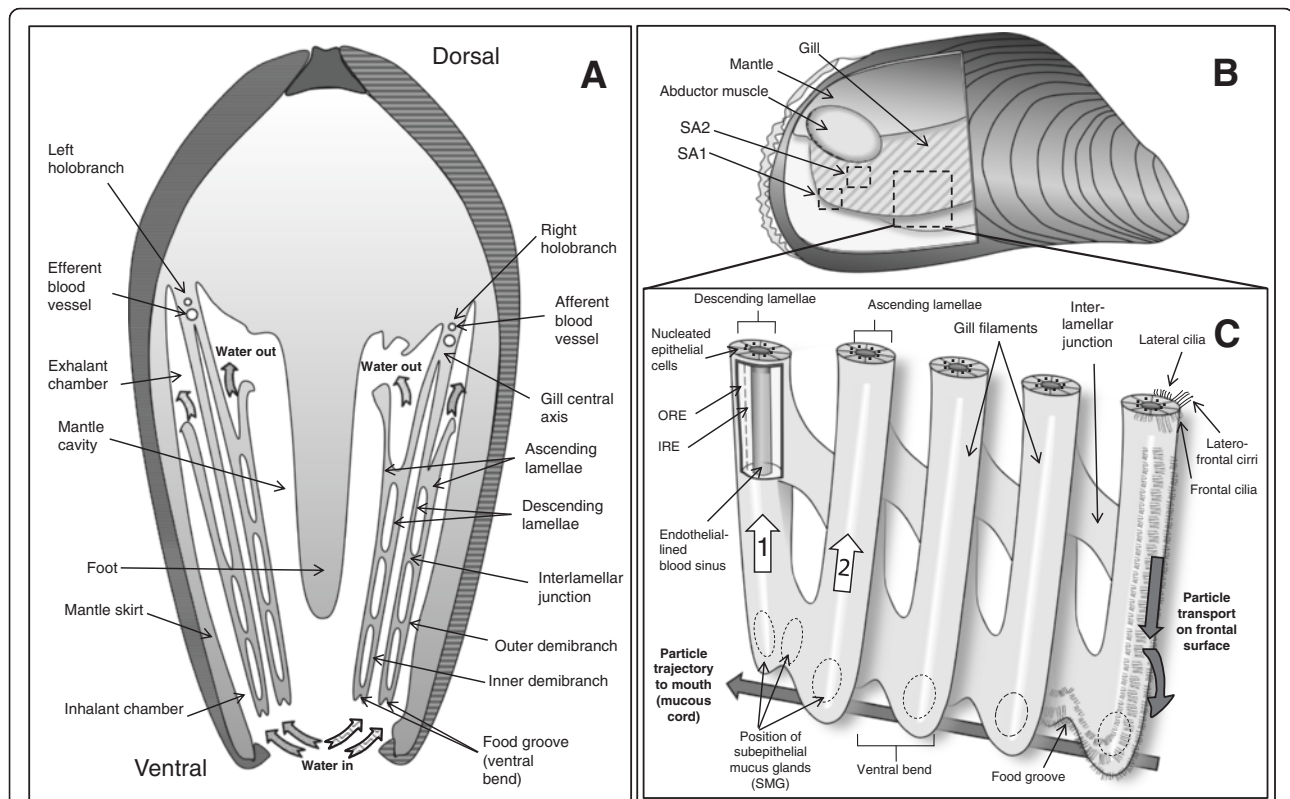 Dorsal
A
Left
holobranch
Efferent
blood
vessel
Exhalant
chamber
Mantle
cavity
Foot
Mantle skirt
Inhalant chamber
Ventral
Water out
Water out
Water in
Right
holobranch
Afferent
blood
vessel
Gill central
axis
Ascending
lamellae
Descending
lamellae
Interlamellar
junction
Outer demibranch
Inner demibranch
Food groove
(ventral
bend)
B
Gill
Mantle
Abductor muscle
SA2
SA1
C
Descending lamellae
Ascending lamellae
Inter-
lamellar
junction
Nucleated
epithelial
cells
Gill filaments
Lateral cilia
ORE
IRE
Latero-
frontal cirri
Frontal cilia
Endothelial-
lined
blood sinus
1
2
Particle
transport
on frontal
surface
Particle
trajectory
to mouth
(mucous
cord)
Position of
subepithelial
mucus glands
(SMG)
Ventral bend
Food groove